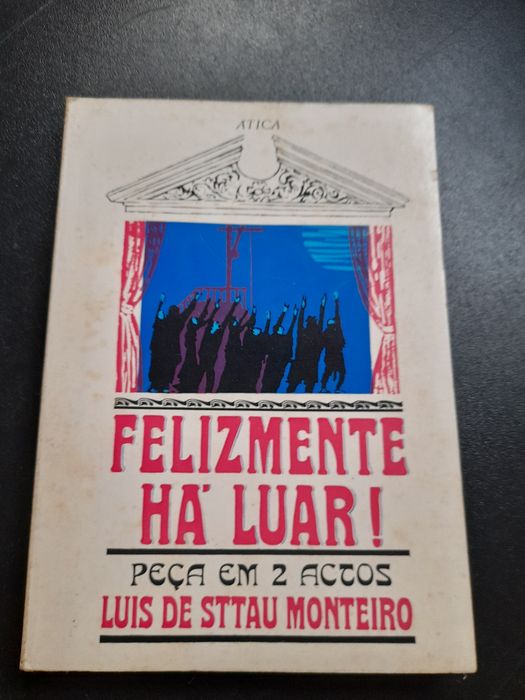 ATICA
FELIZMENTE
HÁ LUAR!
PEÇA EM 2 ACTOS
LUIS DE STTAU MONTEIRO